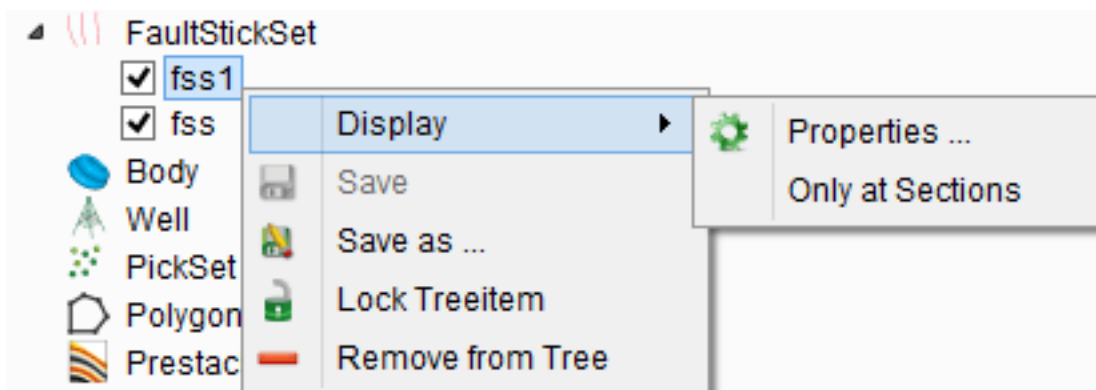 FaultStickSet
fss1
fss
Body
Well
PickSet
Polygon
Prestac
Display
Save
Save as ...
Lock Treeitem
Remove from Tree
Properties ...
Only at Sections